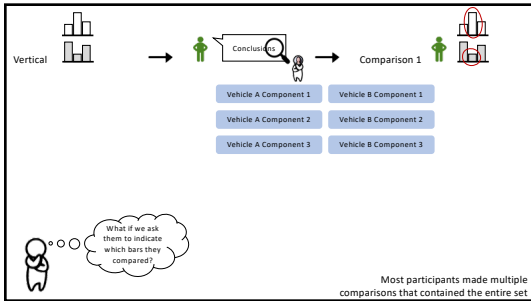 Vertical
Conclusions
Comparison 1
Vehicle A Component 1
Vehicle B Component 1
Vehicle A Component 2
Vehicle B Component 2
Vehicle A Component 3
Vehicle B Component 3
What if we ask
them to indicate
which bars they
compared?
Most participants made multiple
comparisons that contained the entire set